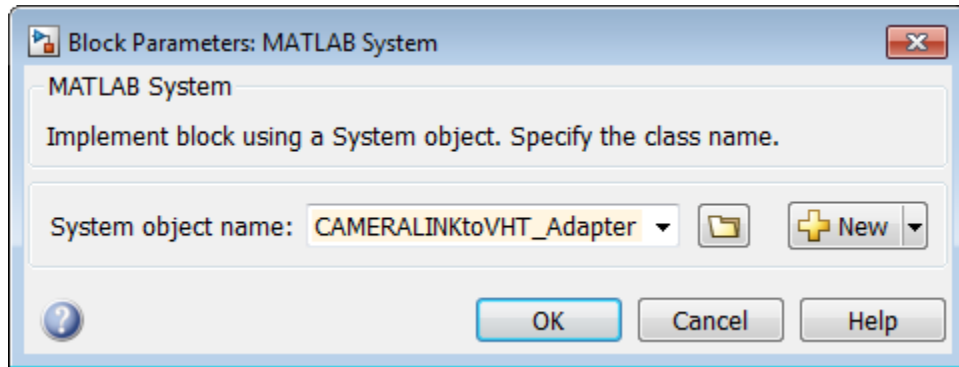 Block Parameters: MATLAB System
MATLAB System
Implement block using a System object. Specify the class name.
System object name: CAMERALINKtoVHT_Adapter New
? OK Cancel Help